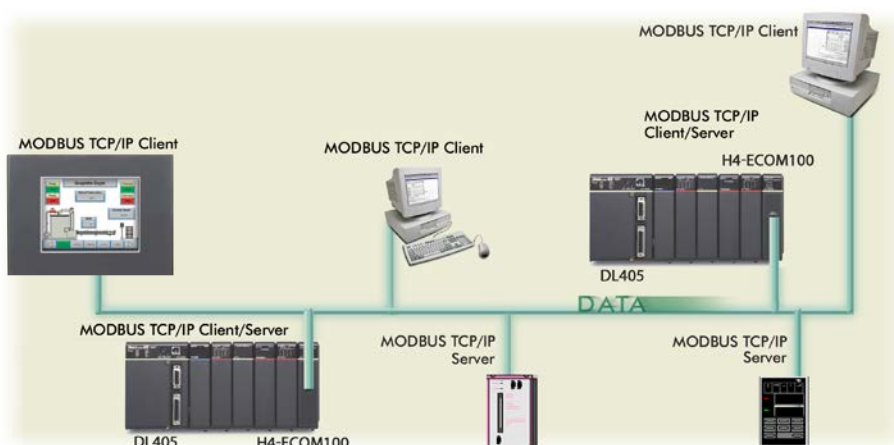 MODBUS TCP/IP Client
MODBUS TCP/IP
Client/Server
H4-ECOM100
MODBUS TCP/IP Client
MODBUS TCP/IP Client
DL405
DATA
MODBUS TCP/IP Client/Server
MODBUS TCP/IP
Server
MODBUS TCP/IP
Server
DL405
H4-ECOM100